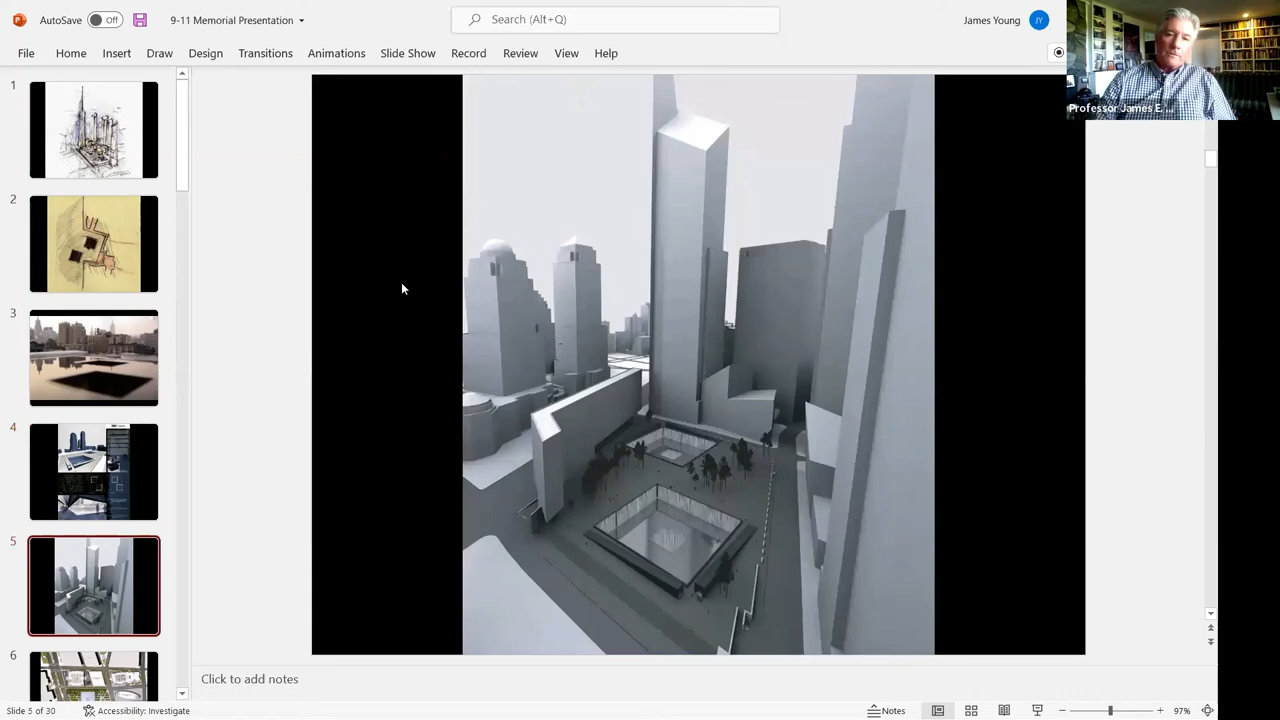 AutoSave Off 9-11 Memorial Presentation Search (Alt+Q) James Young JY
File Home Insert Draw Design Transitions Animations Slide Show Record Review View Help
Professor James E. ...
1
2
3
4
5
6
Click to add notes
Slide 5 of 30 Accessibility: Investigate Notes 97%